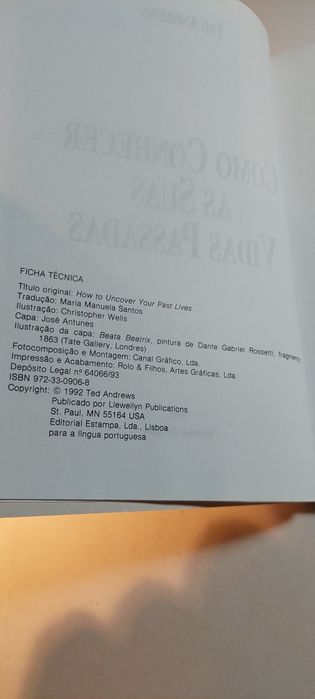 TED ANDREWS
COMO CONHECER
AS SUAS
VIDAS PASSADAS
FICHA TÉCNICA
Título original: How to Uncover Your Past Lives
Tradução: Maria Manuela Santos
Ilustração: Christopher Wells
Capa: José Antunes
Ilustração da capa: Beata Beatrix, pintura de Dante Gabriel Rossetti, fragmento,
1863 (Tate Gallery, Londres)
Fotocomposição e Montagem: Canal Gráfico, Lda.
Impressão e Acabamento: Rolo & Filhos, Artes Gráficas, Lda.
Depósito Legal nº 64066/93
ISBN 972-33-0906-8
Copyright: © 1992 Ted Andrews
Publicado por Llewellyn Publications
St. Paul, MN 55164 USA
Editorial Estampa, Lda., Lisboa
para a língua portuguesa